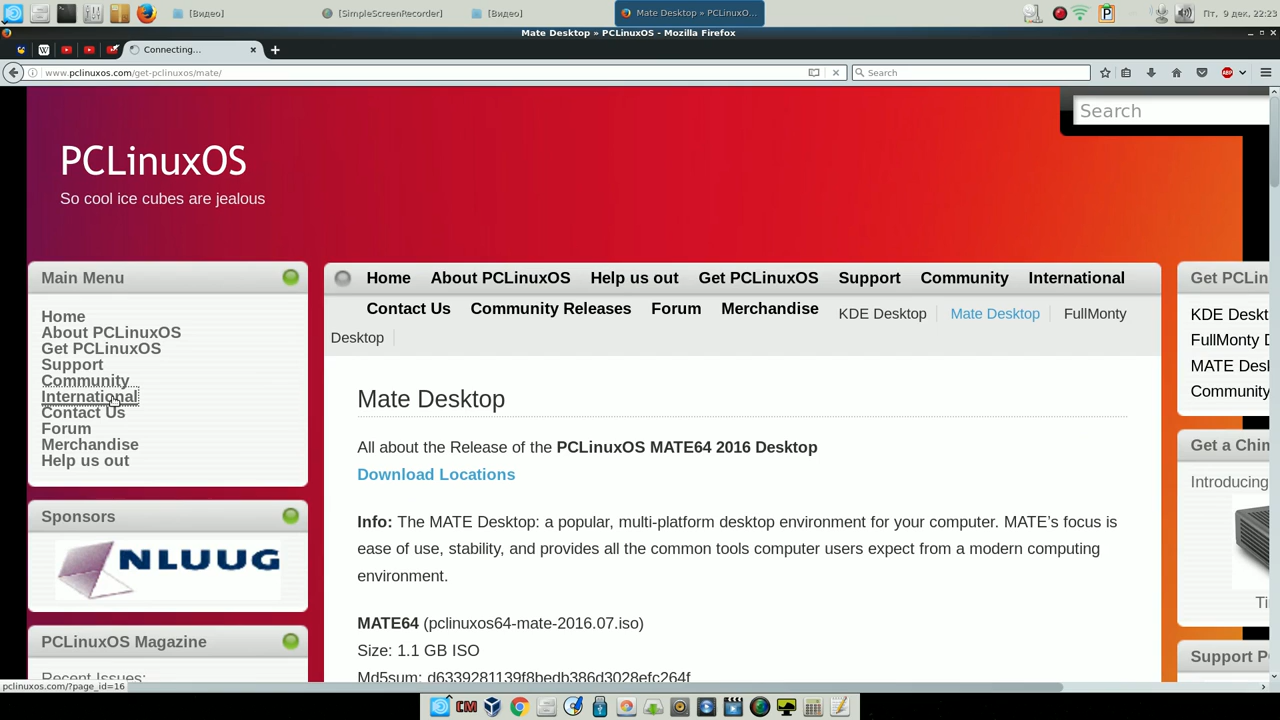 [Видео]
[SimpleScreenRecorder]
[Видео]
Mate Desktop » PCLinuxO...
Пт, 9 дек, 22:23
Mate Desktop » PCLinuxOS - Mozilla Firefox
Connecting...
www.pclinuxos.com/get-pclinuxos/mate/
Search
Search
PCLinuxOS
So cool ice cubes are jealous
Main Menu
Home
About PCLinuxOS
Get PCLinuxOS
Support
Community
International
Contact Us
Forum
Merchandise
Help us out
Sponsors
NLUUG
PCLinuxOS Magazine
Recent Issues:
Home About PCLinuxOS Help us out Get PCLinuxOS Support Community International
Contact Us Community Releases Forum Merchandise KDE Desktop Mate Desktop FullMonty
Desktop
Mate Desktop
All about the Release of the PCLinuxOS MATE64 2016 Desktop
Download Locations
Info: The MATE Desktop: a popular, multi-platform desktop environment for your computer. MATE’s focus is
ease of use, stability, and provides all the common tools computer users expect from a modern computing
environment.
MATE64 (pclinuxos64-mate-2016.07.iso)
Size: 1.1 GB ISO
Md5sum: d6339281139f8bedb386d3028efc264f
Get PCLin
KDE Deskt
FullMonty D
MATE Desk
Community
Get a Chim
Introducing
Ti
Support P
pclinuxos.com/?page_id=16